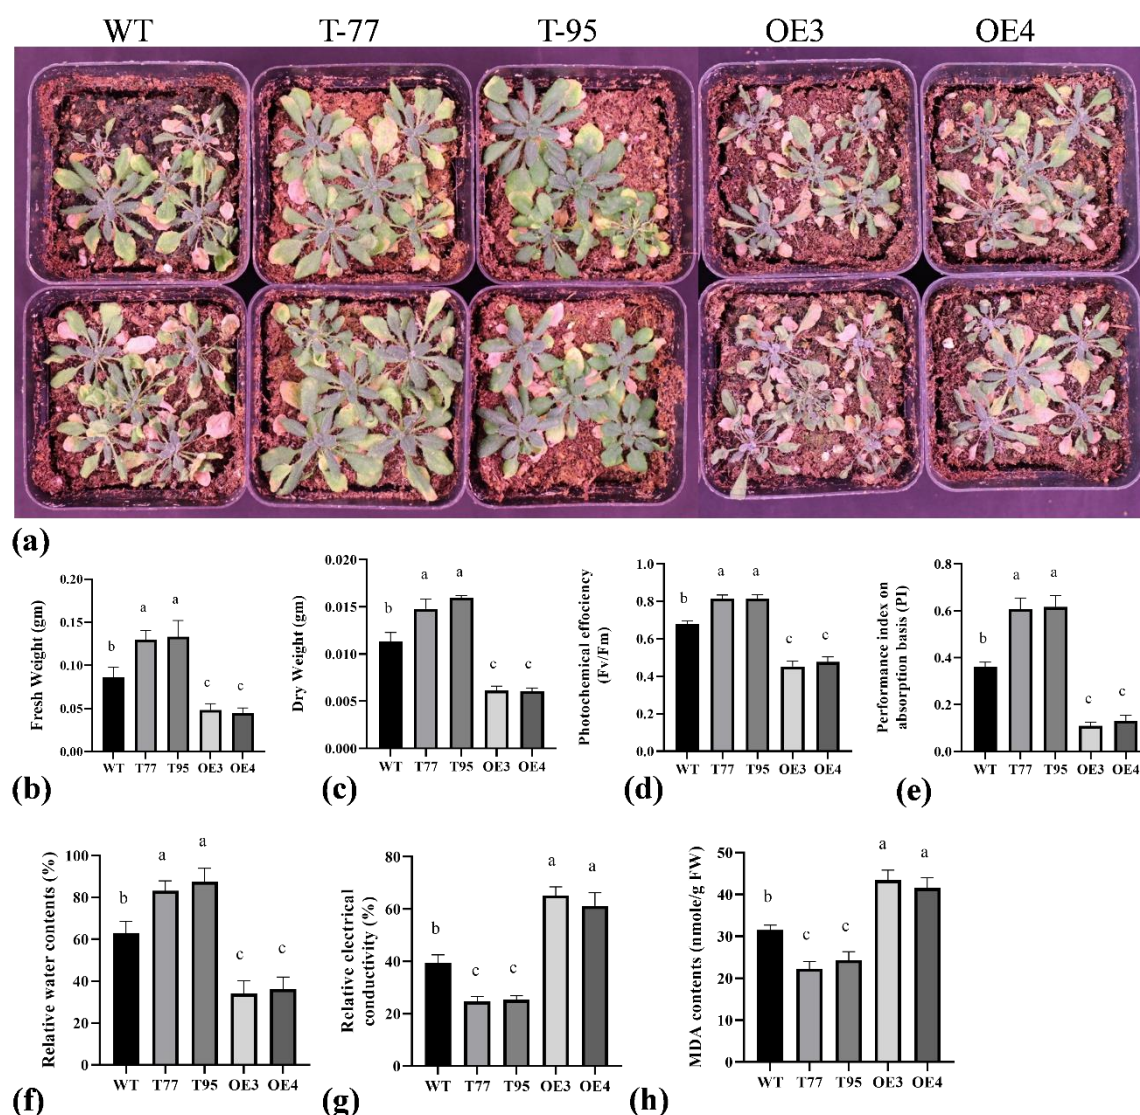 WT T-77 T-95 OE3 OE4
(a)
Fresh Weight (gm)
0.20
0.15
0.10
0.05
0.00
b a a c c
WT T77 T95 OE3 OE4
(b)
Dry Weight (gm)
0.020
0.015
0.010
0.005
0.000
b a a c c
WT T77 T95 OE3 OE4
(c)
Photochemical effociency
(Fv/Fm)
1.0
0.8
0.6
0.4
0.2
0.0
b a a c c
WT T77 T95 OE3 OE4
(d)
Performance index on
absorption basis (PI)
0.8
0.6
0.4
0.2
0.0
b a a c c
WT T77 T95 OE3 OE4
(e)
Relative water contents (%)
100
80
60
40
20
0
b a a c c
WT T77 T95 OE3 OE4
(f)
Relative electrical
conductivity (%)
80
60
40
20
0
b c c a a
WT T77 T95 OE3 OE4
(g)
MDA contents (nmole/g FW)
50
40
30
20
10
0
b c c a a
WT T77 T95 OE3 OE4
(h)